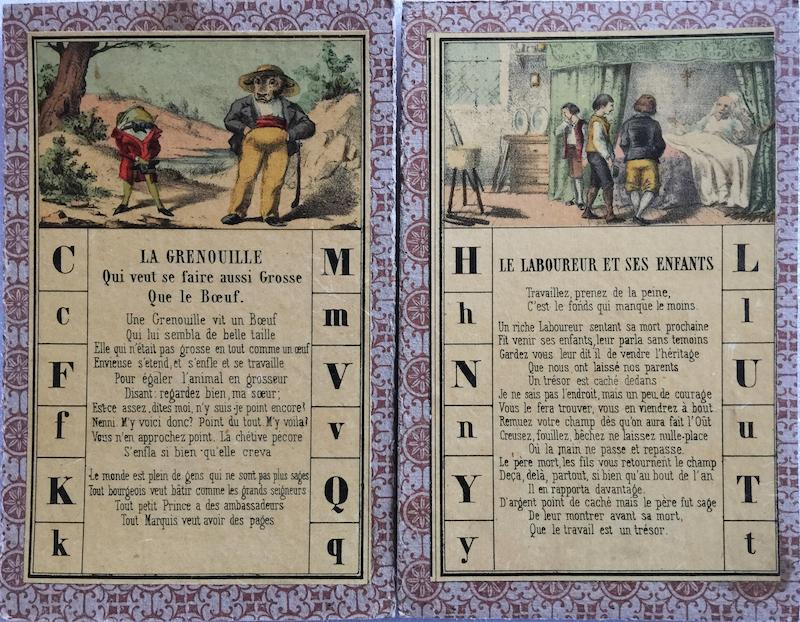 C
c
F
f
K
k
LA GRENOUILLE
Qui veut se faire aussi Grosse
Que le Bœuf.
Une Grenouille vit un Bœuf
Qui lui sembla de belle taille
Elle qui n'était pas grosse en tout comme un œuf
Envieuse s'étend, et s'enfle et se travaille
Pour égaler l'animal en grosseur
Disant: regardez bien, ma sœur;
Est-ce assez, dites moi, n'y suis-je point encore!
Nenni. M'y voici donc? Point du tout. M'y voila!
Vous n'en approchez point. La chétive pecore
S'enfla si bien qu'elle creva
Le monde est plein de gens qui ne sont pas plus sages
Tout bourgeois veut bâtir comme les grands seigneurs
Tout petit Prince a des ambassadeurs
Tout Marquis veut avoir des pages
M
m
V
v
Q
q
H
h
N
n
Y
y
LE LABOUREUR ET SES ENFANTS
Travaillez, prenez de la peine,
C'est le fonds qui manque le moins.
Un riche Laboureur sentant sa mort prochaine
Fit venir ses enfants, leur parla sans temoins
Gardez vous leur dit il de vendre l'héritage
Que nous ont laissé nos parents
Un trésor est caché dedans
Je ne sais pas l'endroit, mais un peu de courage
Vous le fera trouver, vous en viendrez à bout
Remuez votre champ dès qu'on aura fait l'Oût
Creusez, fouillez, bêchez ne laissez nulle-place
Où la main ne passe et repasse.
Le père mort, les fils vous retournent le champ
Deça, delà, partout, si bien qu'au bout de l'an
Il en rapporta davantage.
D'argent point de caché mais le père fut sage
De leur montrer avant sa mort,
Que le travail est un trésor.
L
l
U
u
T
t